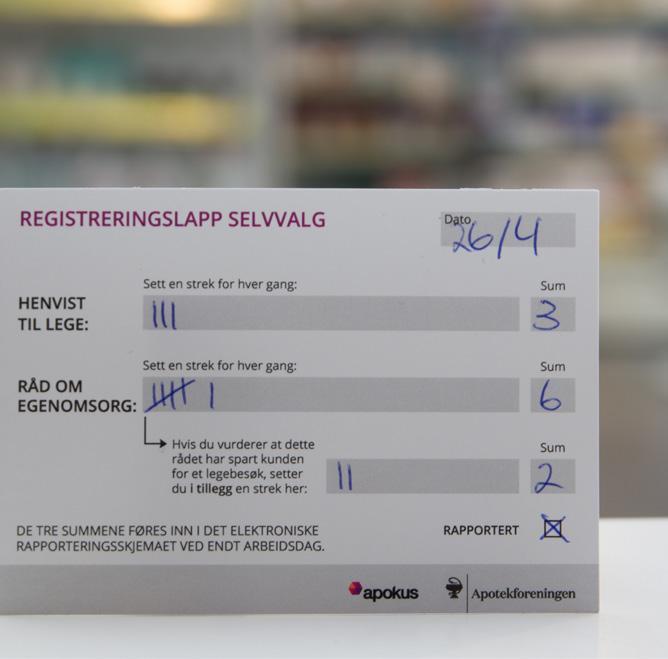 REGISTRERINGSLAPP SELVVALG
Dato
26/4
Sett en strek for hver gang:
Sum
HENVIST
TIL LEGE:
III
3
Sett en strek for hver gang:
Sum
RÅD OM
EGENOMSORG:
IIII I
6
Hvis du vurderer at dette
rådet har spart kunden
for et legebesøk, setter
du i tillegg en strek her:
II
Sum
2
DE TRE SUMMENE FØRES INN I DET ELEKTRONISKE
RAPPORTERINGSSKJEMAET VED ENDT ARBEIDSDAG.
RAPPORTERT
X
apokus
Apotekforeningen